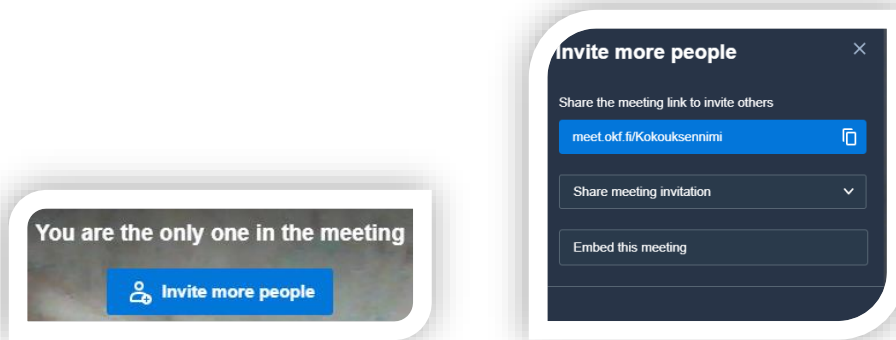 You are the only one in the meeting
Invite more people
Invite more people
Share the meeting link to invite others
meet.okf.fi/Kokouksennimi
Share meeting invitation
Embed this meeting